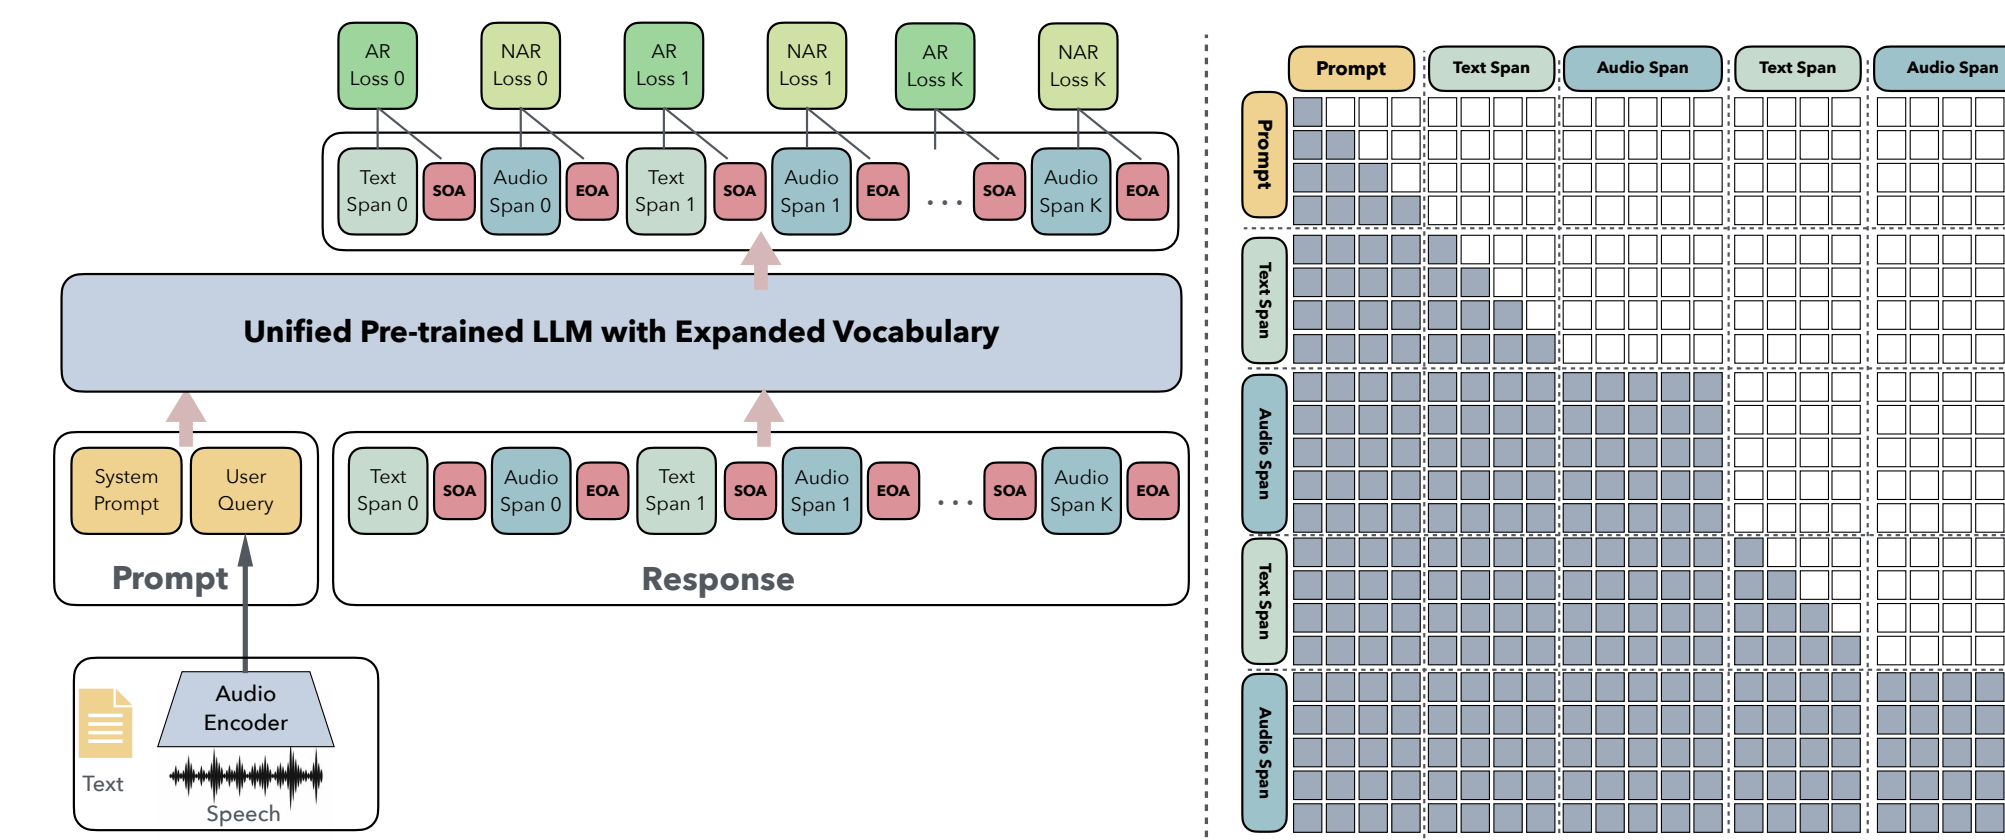 AR
Loss 0
NAR
Loss 0
AR
Loss 1
NAR
Loss 1
AR
Loss K
NAR
Loss K
Text
Span 0
SOA
Audio
Span 0
EOA
Text
Span 1
SOA
Audio
Span 1
EOA
...
SOA
Audio
Span K
EOA
Unified Pre-trained LLM with Expanded Vocabulary
System
Prompt
User
Query
Prompt
Text
Span 0
SOA
Audio
Span 0
EOA
Text
Span 1
SOA
Audio
Span 1
EOA
...
SOA
Audio
Span K
EOA
Response
Audio
Encoder
Text
Speech
Prompt
Text Span
Audio Span
Text Span
Audio Span
Prompt
Text Span
Audio Span
Text Span
Audio Span